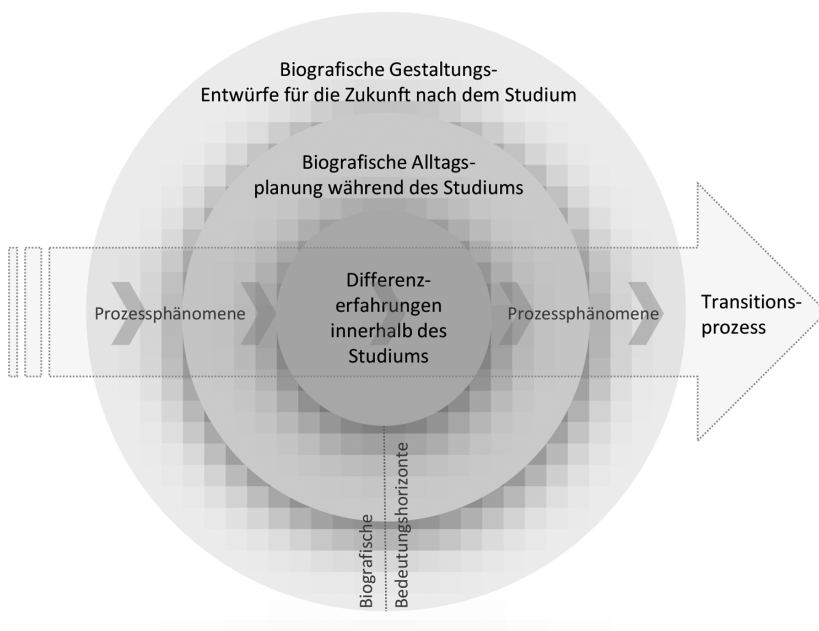 Biografische Gestaltungs-
Entwürfe für die Zukunft nach dem Studium
Biografische Alltags-
planung während des Studiums
Differenz-
erfahrungen
innerhalb des
Studiums
Prozessphänomene
Prozessphänomene
Transitions-
prozess
Biografische
Bedeutungshorizonte